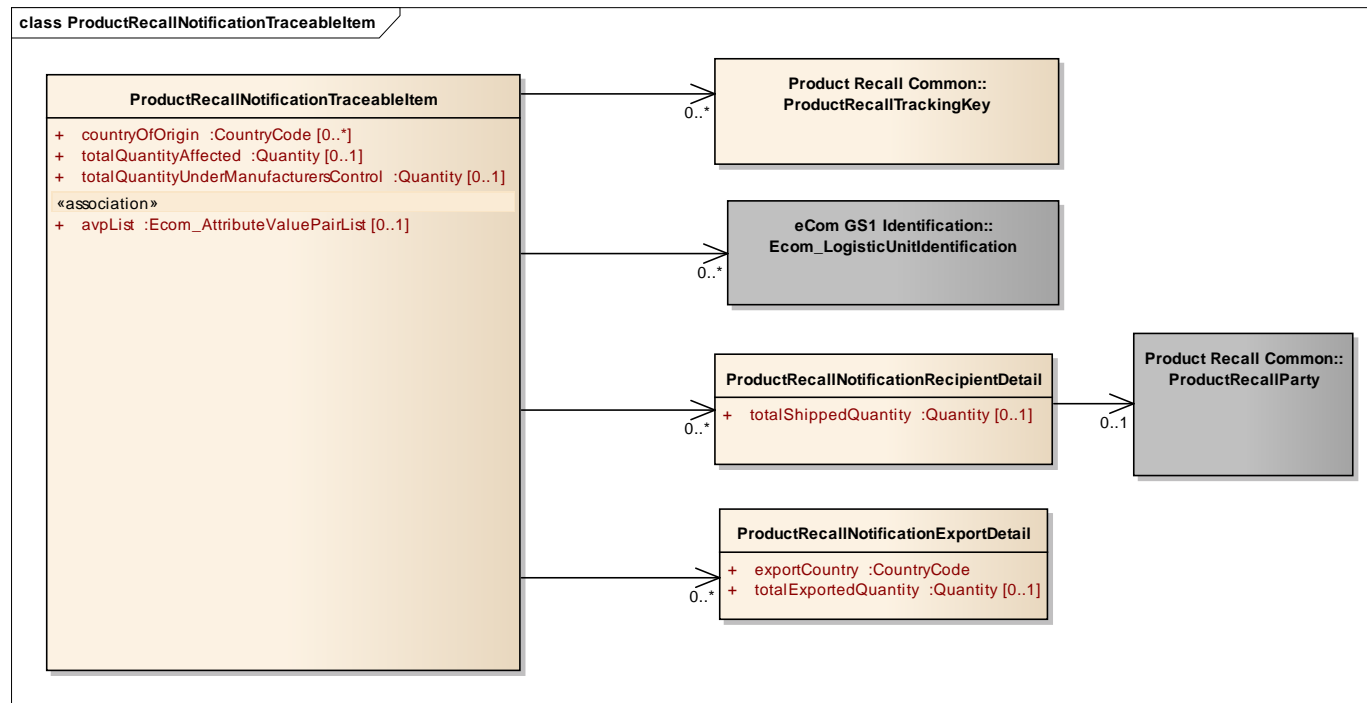 class ProductRecallNotificationTraceableItem
ProductRecallNotificationTraceableItem
+ countryOfOrigin :CountryCode [0..*]
+ totalQuantityAffected :Quantity [0..1]
+ totalQuantityUnderManufacturersControl :Quantity [0..1]
«association»
+ avpList :Ecom_AttributeValuePairList [0..1]
Product Recall Common::
ProductRecallTrackingKey
0..*
eCom GS1 Identification::
Ecom_LogisticUnitIdentification
0..*
ProductRecallNotificationRecipientDetail
+ totalShippedQuantity :Quantity [0..1]
0..*
Product Recall Common::
ProductRecallParty
0..1
ProductRecallNotificationExportDetail
+ exportCountry :CountryCode
+ totalExportedQuantity :Quantity [0..1]
0..*